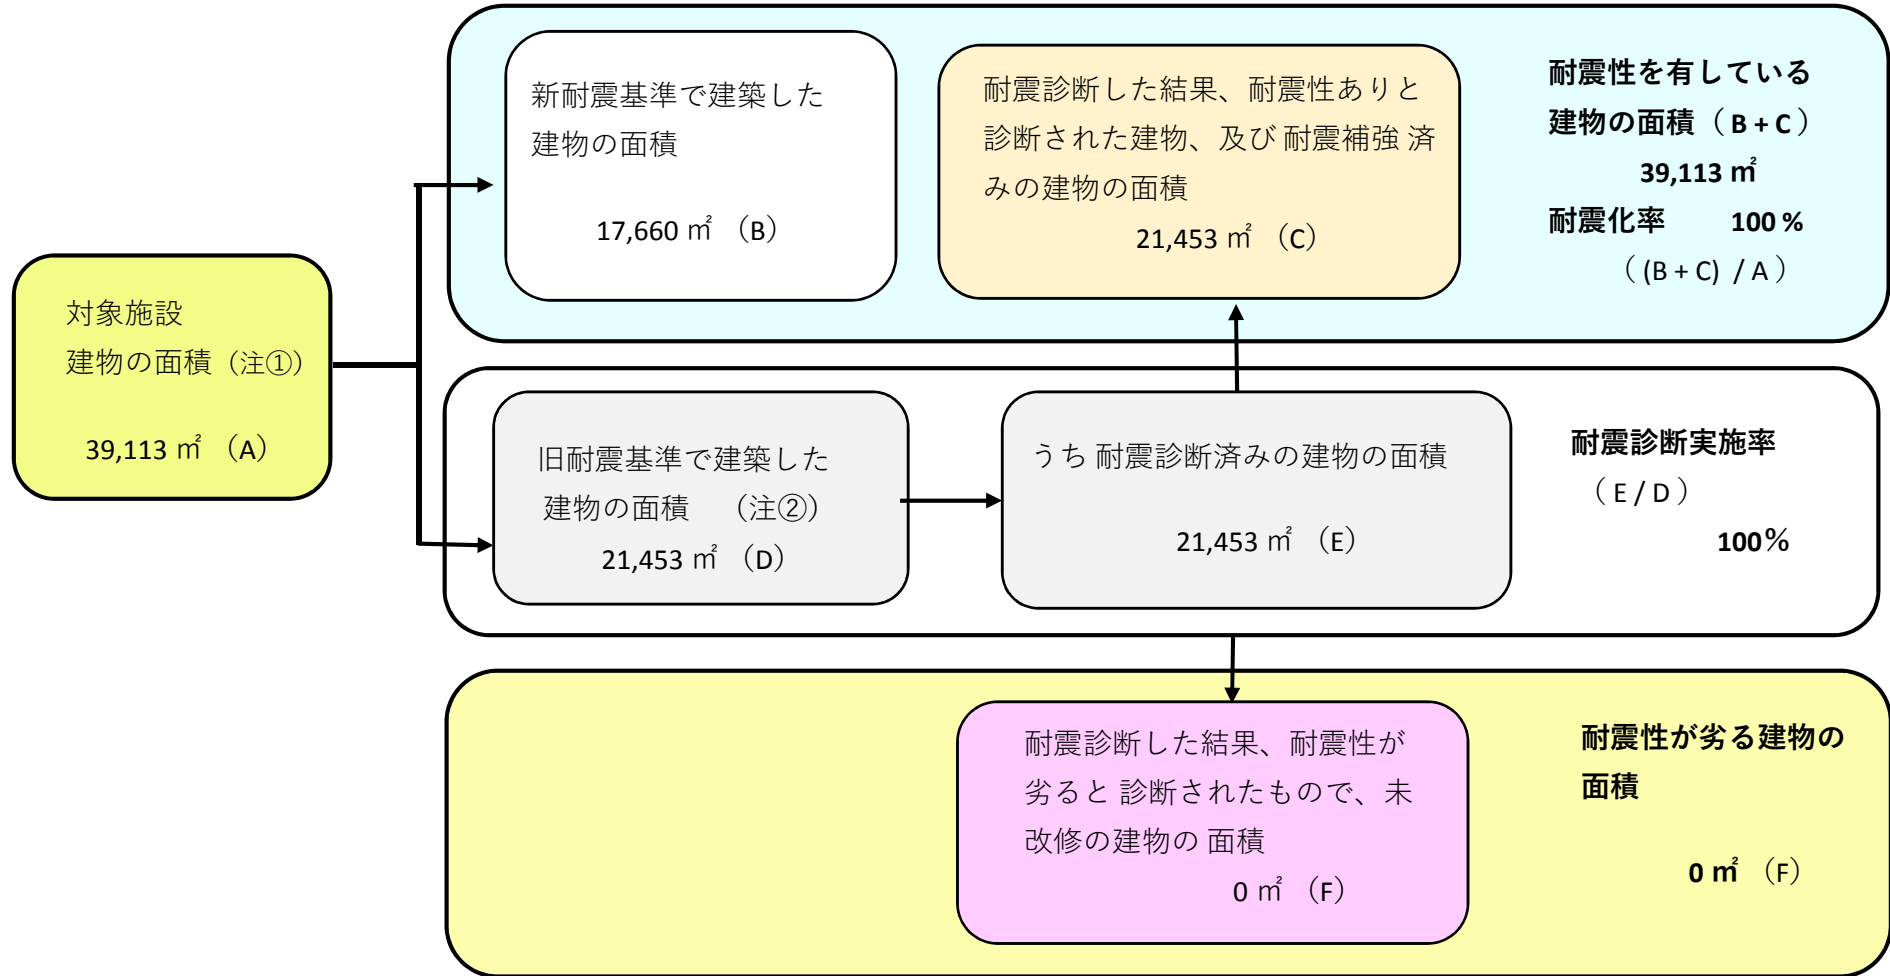 対象施設
建物の面積（注①）
39,113 ㎡ （A）
新耐震基準で建築した
建物の面積
17,660 ㎡ （B）
耐震診断した結果、耐震性ありと
診断された建物、及び 耐震補強 済
みの建物の面積
21,453 ㎡ （C）
耐震性を有している
建物の面積（ B + C ）
39,113 ㎡
耐震化率 100 %
（ (B + C) / A ）
旧耐震基準で建築した
建物の面積 （注②）
21,453 ㎡ （D）
うち 耐震診断済みの建物の面積
21,453 ㎡ （E）
耐震診断実施率
（ E / D ）
100％
耐震診断した結果、耐震性が
劣ると 診断されたもので、未
改修の建物の 面積
0 ㎡ （F）
耐震性が劣る建物の
面積
0 ㎡ （F）